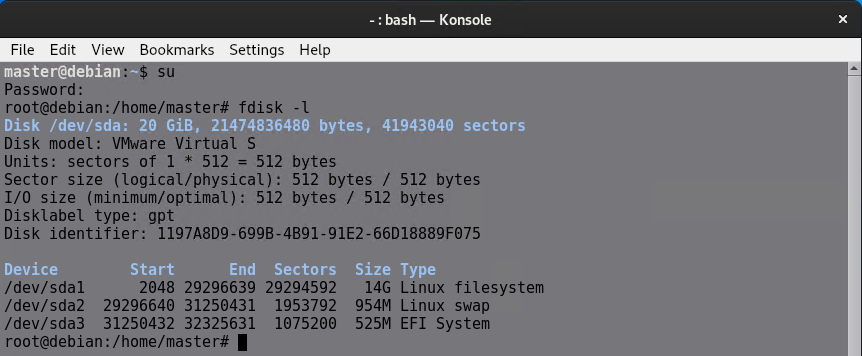 - : bash — Konsole
File Edit View Bookmarks Settings Help
master@debian:~$ su
Password:
root@debian:/home/master# fdisk -l
Disk /dev/sda: 20 GiB, 21474836480 bytes, 41943040 sectors
Disk model: VMware Virtual S
Units: sectors of 1 * 512 = 512 bytes
Sector size (logical/physical): 512 bytes / 512 bytes
I/O size (minimum/optimal): 512 bytes / 512 bytes
Disklabel type: gpt
Disk identifier: 1197A8D9-699B-4B91-91E2-66D18889F075
Device Start End Sectors Size Type
/dev/sda1 2048 29296639 29294592 14G Linux filesystem
/dev/sda2 29296640 31250431 1953792 954M Linux swap
/dev/sda3 31250432 32325631 1075200 525M EFI System
root@debian:/home/master#